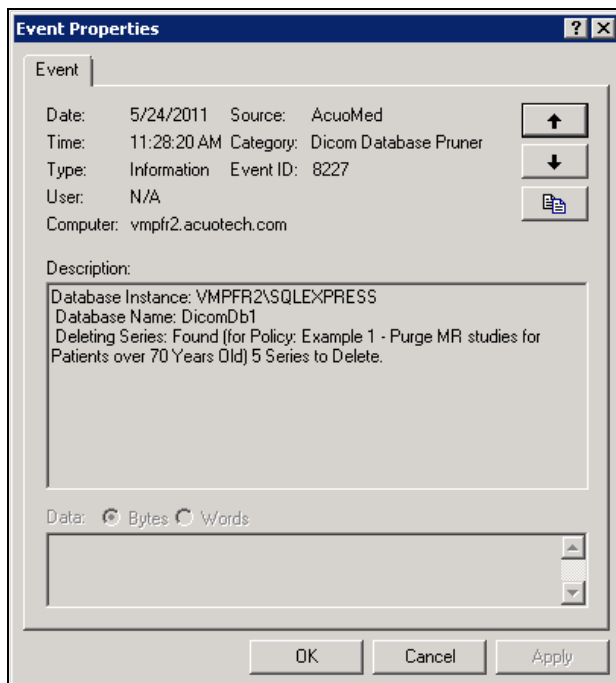 Event Properties
Event
Date: 5/24/2011 Source: AcuoMed
Time: 11:28:20 AM Category: Dicom Database Pruner
Type: Information Event ID: 8227
User: N/A
Computer: vmpfr2.acuotech.com
Description:
Database Instance: VMPFR2\SQLEXPRESS
Database Name: DicomDb1
Deleting Series: Found (for Policy: Example 1 - Purge MR studies for
Patients over 70 Years Old) 5 Series to Delete.
Data: Bytes Words
OK Cancel Apply